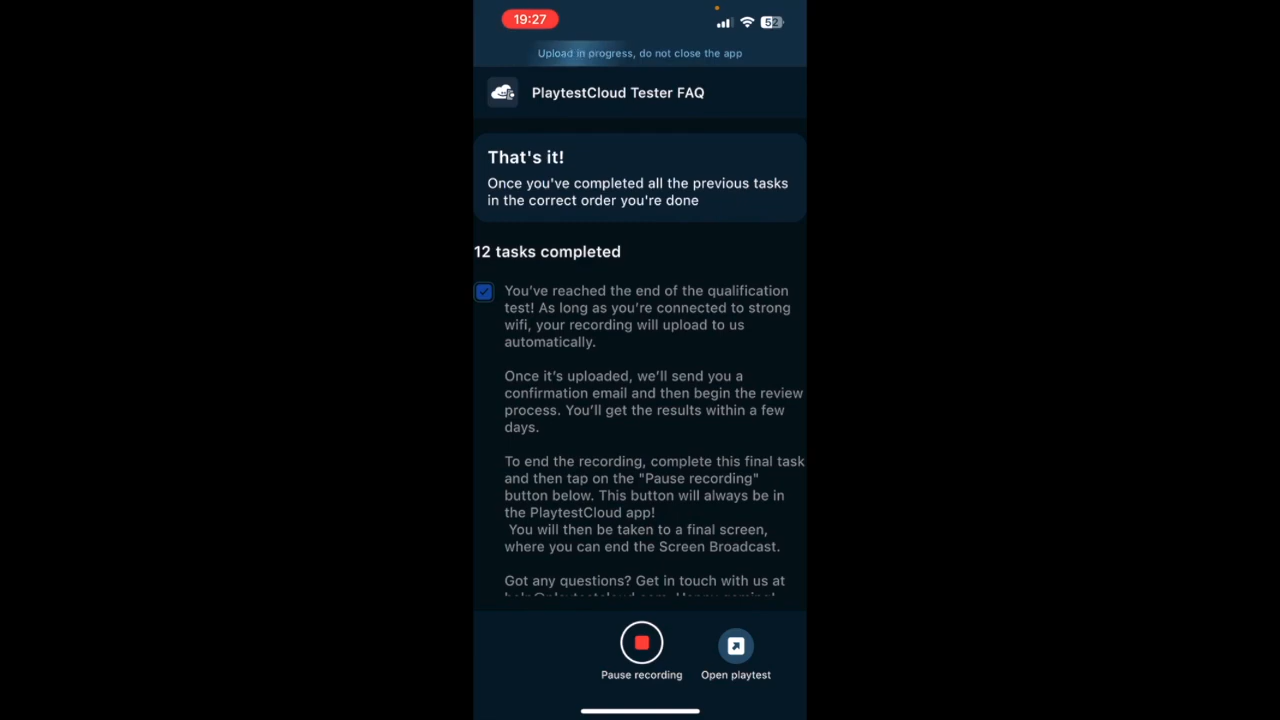 19:27
52
Upload in progress, do not close the app
PlaytestCloud Tester FAQ
That's it!
Once you've completed all the previous tasks
in the correct order you're done
12 tasks completed
You've reached the end of the qualification
test! As long as you're connected to strong
wifi, your recording will upload to us
automatically.
Once it's uploaded, we'll send you a
confirmation email and then begin the review
process. You'll get the results within a few
days.
To end the recording, complete this final task
and then tap on the "Pause recording"
button below. This button will always be in
the PlaytestCloud app!
You will then be taken to a final screen,
where you can end the Screen Broadcast.
Got any questions? Get in touch with us at
help@playtestcloud.com. Happy gaming!
Pause recording
Open playtest